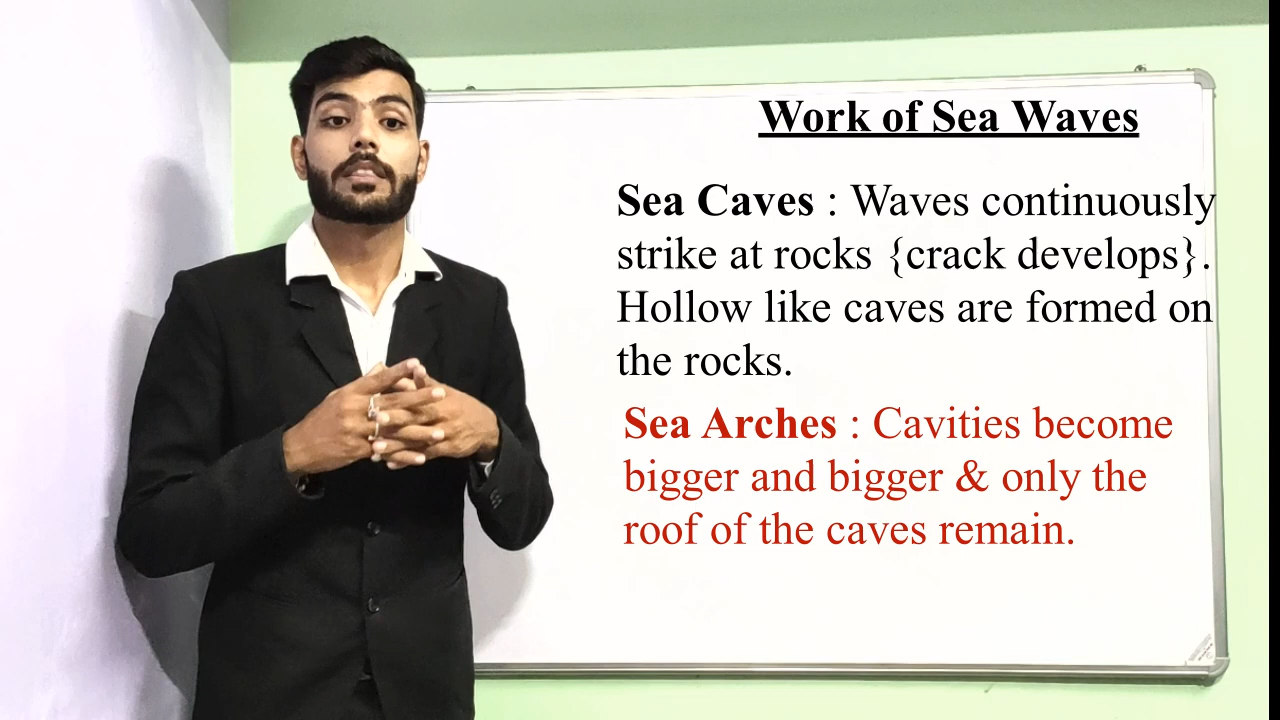 Work of Sea Waves
Sea Caves : Waves continuously
strike at rocks {crack develops}.
Hollow like caves are formed on
the rocks.
Sea Arches : Cavities become
bigger and bigger & only the
roof of the caves remain.